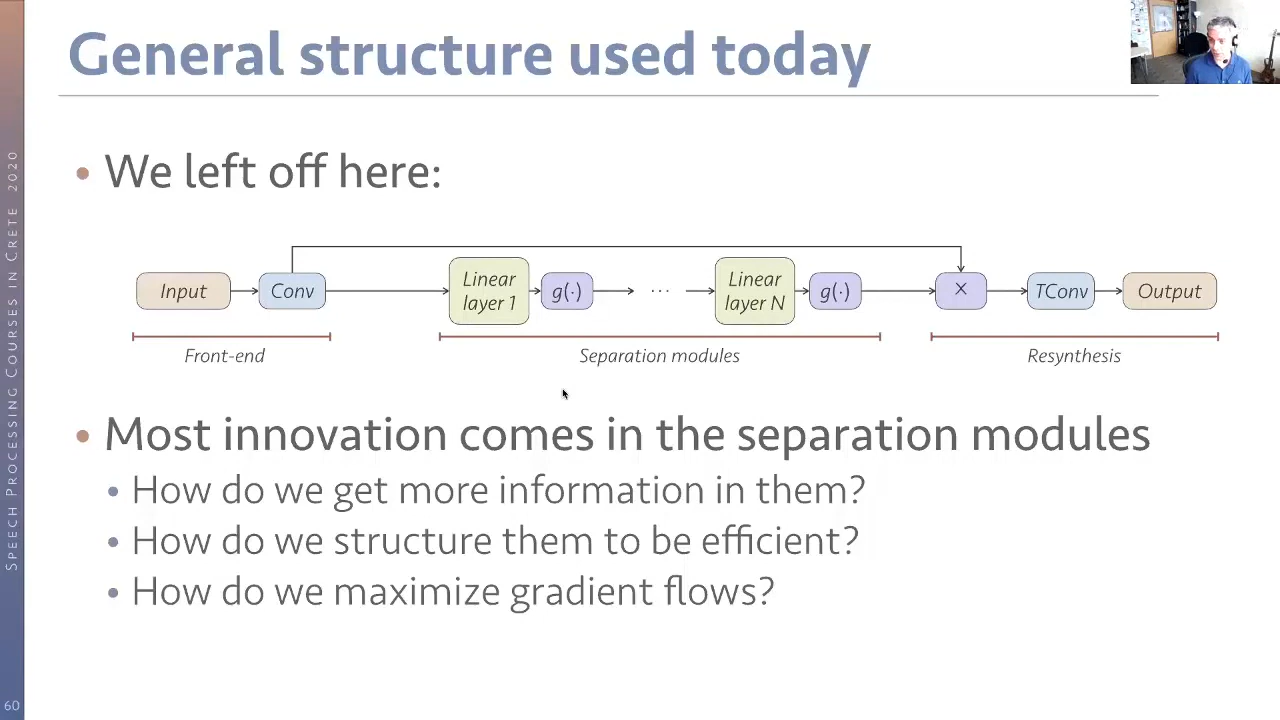 General structure used today
• We left off here:
Input
Conv
Linear
layer 1
g(·)
···
Linear
layer N
g(·)
×
TConv
Output
Front-end
Separation modules
Resynthesis
• Most innovation comes in the separation modules
• How do we get more information in them?
• How do we structure them to be efficient?
• How do we maximize gradient flows?
Speech Processing Courses in Crete 2020
60